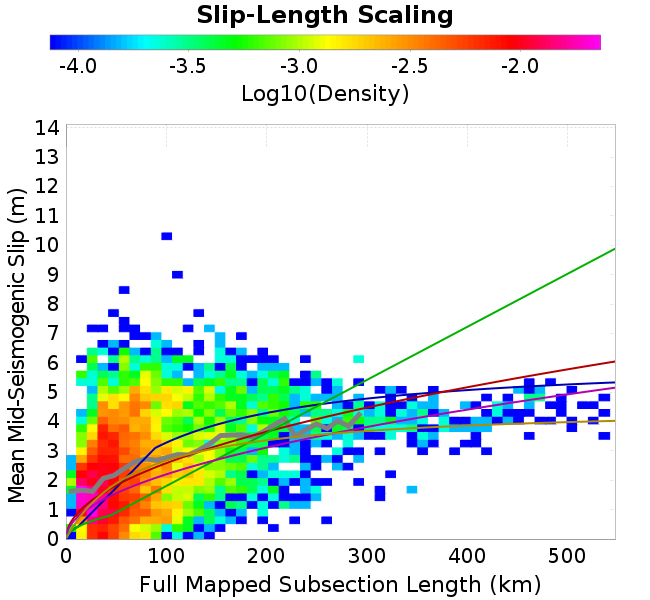 Slip-Length Scaling
-4.0 -3.5 -3.0 -2.5 -2.0
Log10(Density)
Mean Mid-Seismogenic Slip (m)
14
13
12
11
10
9
8
7
6
5
4
3
2
1
0
0 100 200 300 400 500
Full Mapped Subsection Length (km)